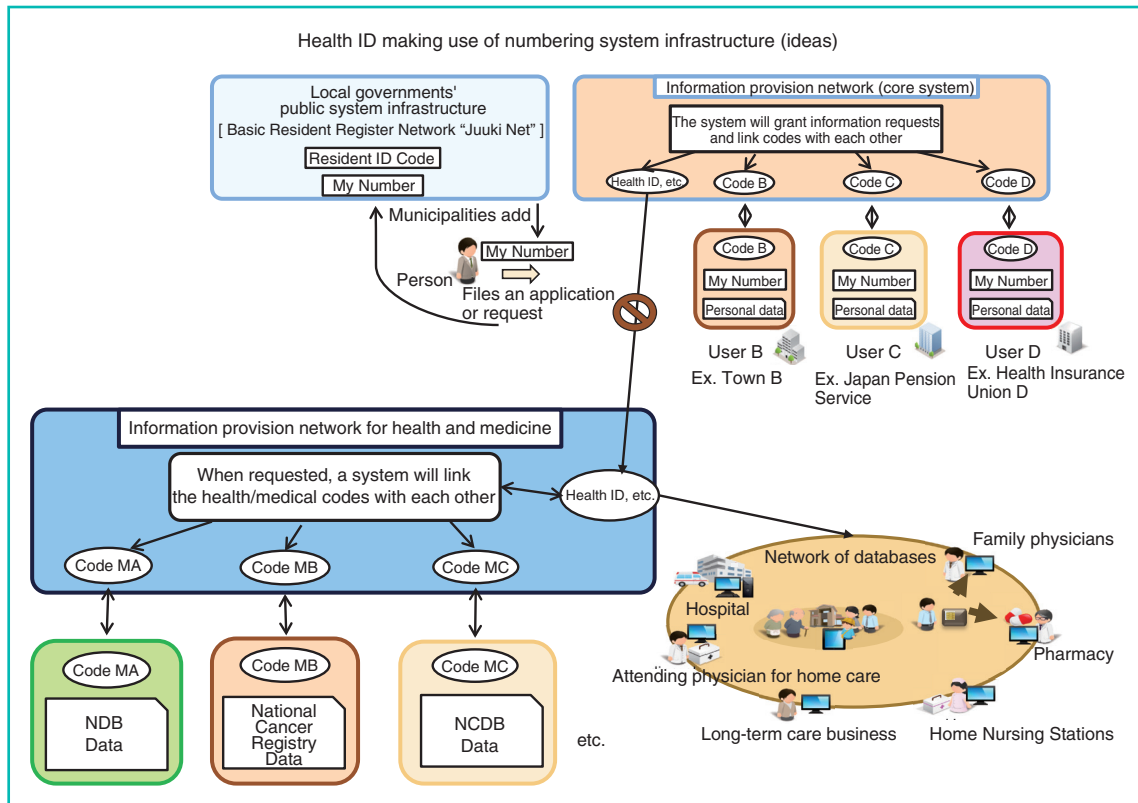 Health ID making use of numbering system infrastructure (ideas)
Local governments'
public system infrastructure
[ Basic Resident Register Network “Juuki Net” ]
Resident ID Code
My Number
Information provision network (core system)
The system will grant information requests
and link codes with each other
Health ID, etc.
Code B
Code C
Code D
Municipalities add
My Number
Person
Files an application
or request
Code B
My Number
Personal data
User B
Ex. Town B
Code C
My Number
Personal data
User C
Ex. Japan Pension
Service
Code D
My Number
Personal data
User D
Ex. Health Insurance
Union D
Information provision network for health and medicine
When requested, a system will link
the health/medical codes with each other
Health ID, etc.
Code MA
Code MB
Code MC
Code MA
NDB
Data
Code MB
National
Cancer
Registry
Data
Code MC
NCDB
Data
etc.
Network of databases
Family physicians
Hospital
Pharmacy
Attending physician for home care
Long-term care business
Home Nursing Stations